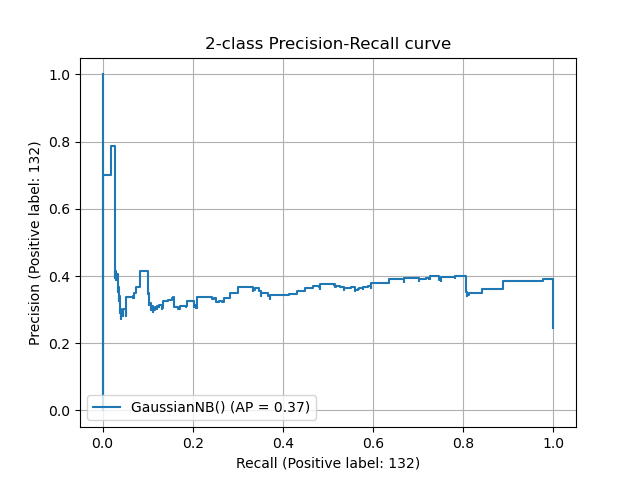 2-class Precision-Recall curve
Precision (Positive label: 132)
1.0
0.8
0.6
0.4
0.2
0.0
GaussianNB() (AP = 0.37)
0.0 0.2 0.4 0.6 0.8 1.0
Recall (Positive label: 132)